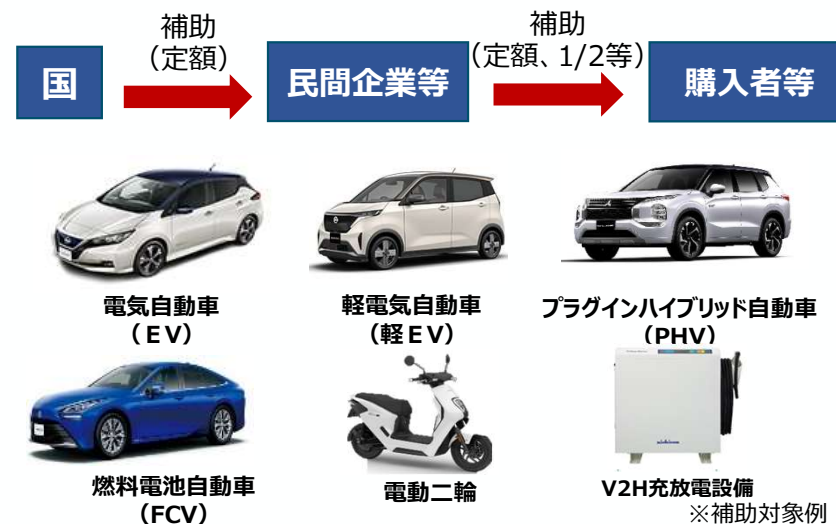 補助
（定額）
補助
（定額、1/2等）
国
民間企業等
購入者等
電気自動車
（ＥＶ）
軽電気自動車
（軽ＥＶ）
プラグインハイブリッド自動車
（PHV）
燃料電池自動車
（FCV）
電動二輪
V2H充放電設備
※補助対象例